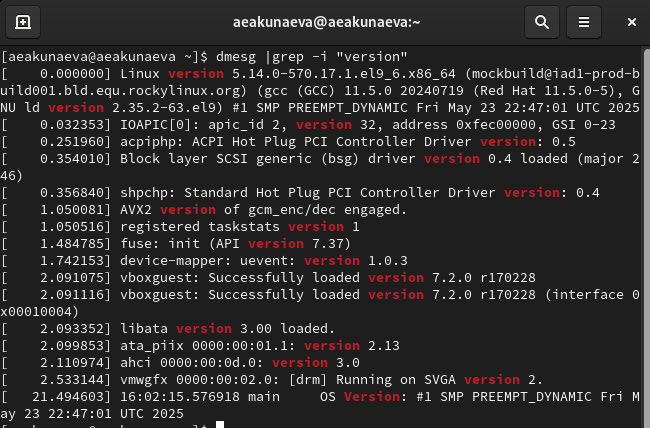 aeakunaeva@aeakunaeva:~
[aeakunaeva@aeakunaeva ~]$ dmesg |grep -i "version"
[    0.000000] Linux version 5.14.0-570.17.1.el9_6.x86_64 (mockbuild@iad1-prod-b
uild001.bld.equ.rockylinux.org) (gcc (GCC) 11.5.0 20240719 (Red Hat 11.5.0-5), G
NU ld version 2.35.2-63.el9) #1 SMP PREEMPT_DYNAMIC Fri May 23 22:47:01 UTC 2025
[    0.032353] IOAPIC[0]: apic_id 2, version 32, address 0xfec00000, GSI 0-23
[    0.251960] acpiphp: ACPI Hot Plug PCI Controller Driver version: 0.5
[    0.354010] Block layer SCSI generic (bsg) driver version 0.4 loaded (major 2
46)
[    0.356840] shpchp: Standard Hot Plug PCI Controller Driver version: 0.4
[    1.050081] AVX2 version of gcm_enc/dec engaged.
[    1.050516] registered taskstats version 1
[    1.484785] fuse: init (API version 7.37)
[    1.742153] device-mapper: uevent: version 1.0.3
[    2.091075] vboxguest: Successfully loaded version 7.2.0 r170228
[    2.091116] vboxguest: Successfully loaded version 7.2.0 r170228 (interface 0
x00010004)
[    2.093352] libata version 3.00 loaded.
[    2.099853] ata_piix 0000:00:01.1: version 2.13
[    2.110974] ahci 0000:00:0d.0: version 3.0
[    2.533144] vmwgfx 0000:00:02.0: [drm] Running on SVGA version 2.
[   21.494603] 16:02:15.576918 main     OS Version: #1 SMP PREEMPT_DYNAMIC Fri M
ay 23 22:47:01 UTC 2025
[aeakunaeva@aeakunaeva ~]$